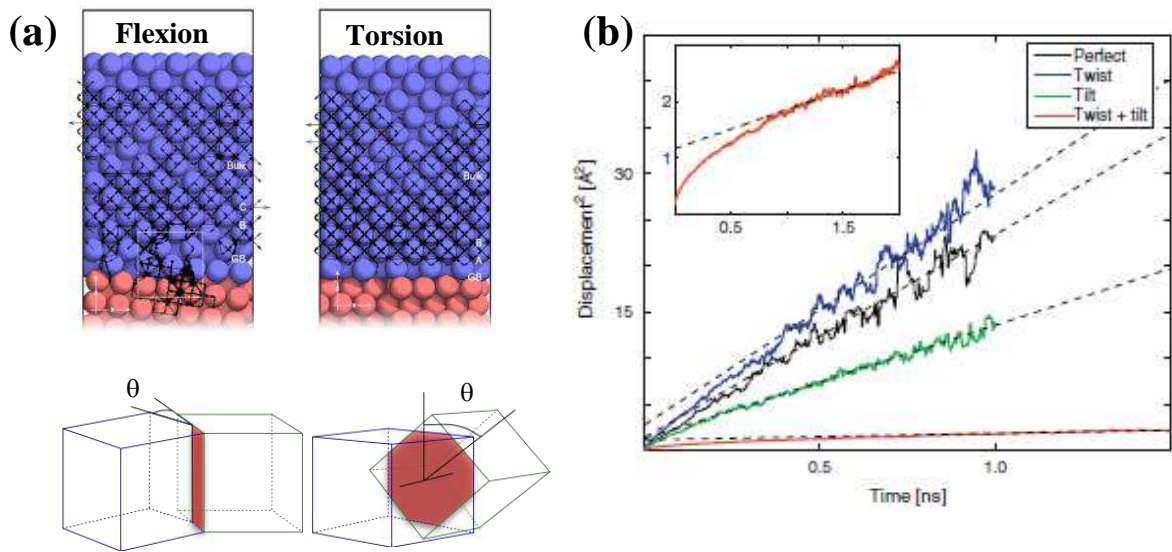 (a)
Flexion
Torsion
Bulk
C
B
GB
Bulk
B
A
GB
x
x
θ
θ
(b)
Perfect
Twist
Tilt
Twist + tilt
2
1
0.5
1.5
30
15
Displacement² [Å²]
0.5
1.0
Time [ns]